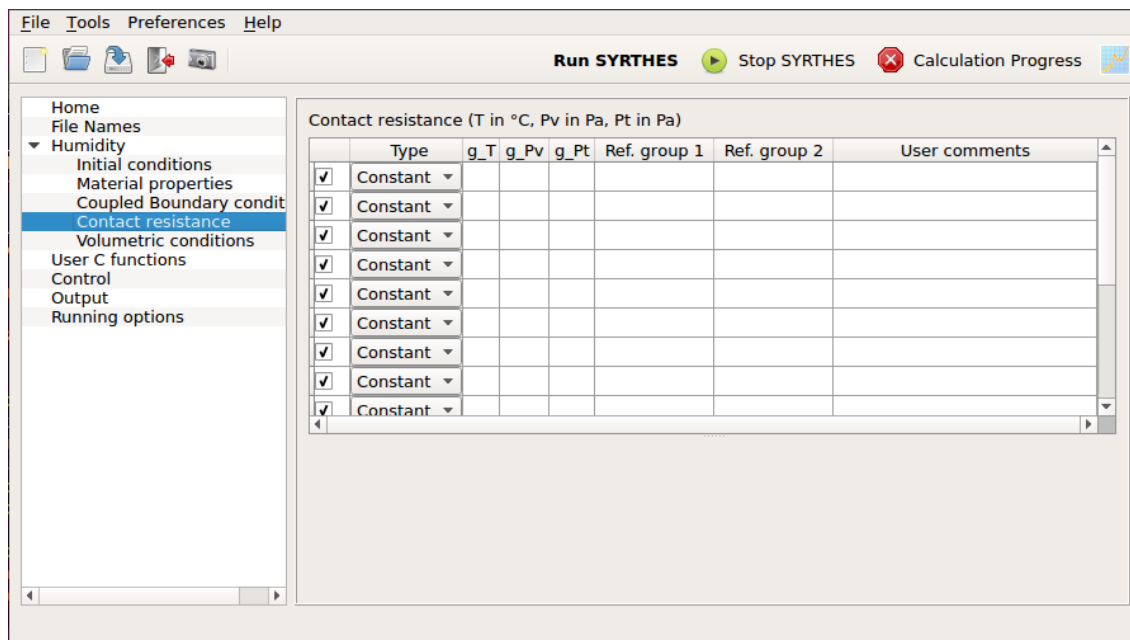 File Tools Preferences Help
Run SYRTHES Stop SYRTHES Calculation Progress
Home
File Names
Humidity
Initial conditions
Material properties
Coupled Boundary condit
Contact resistance
Volumetric conditions
User C functions
Control
Output
Running options
Contact resistance (T in °C, Pv in Pa, Pt in Pa)
Type g_T g_Pv g_Pt Ref. group 1 Ref. group 2 User comments
Constant
Constant
Constant
Constant
Constant
Constant
Constant
Constant
Constant